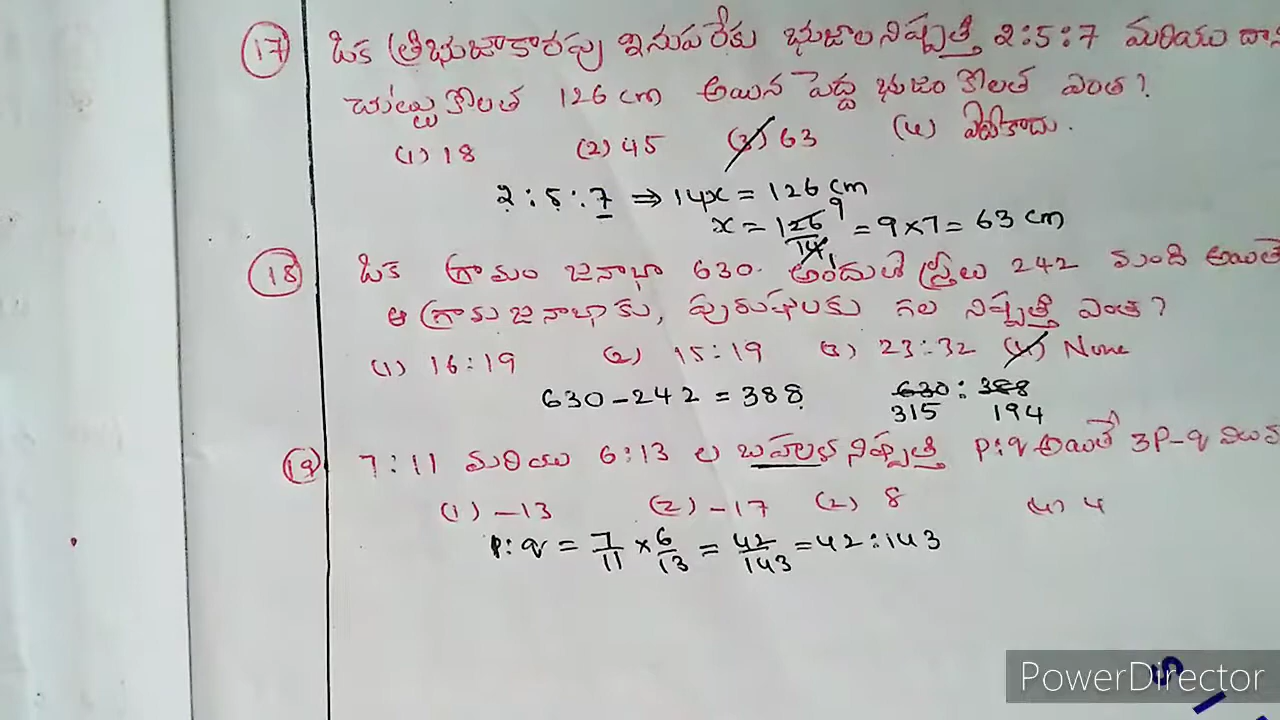 17 ఒక త్రిభుజాకారపు ఇనుపరేకు భుజాల నిష్పత్తి 2:5:7 మరియు దాని
చుట్టుకొలత 126 cm అయిన పెద్ద భుజం కొలత ఎంత?
(1) 18 (2) 45 (3) 63 (4) ఏదీకాదు.
2:5:7 ⇒ 14x = 126 cm
x = 126/14 9 1 = 9×7 = 63 cm
18 ఒక గ్రామం జనాభా 630. అందులో స్త్రీలు 242 మంది అయితే
ఆ గ్రామ జనాభాకు, పురుషులకు గల నిష్పత్తి ఎంత?
(1) 16:19 (2) 15:19 (3) 23:32 (4) None
630-242 = 388 630 : 388
315 194
19 7:11 మరియు 6:13 ల బహుళ నిష్పత్తి p:q అయితే 3p-q విలువ
(1) -13 (2) -17 (2) 8 (4) 4
p:q = 7/11 × 6/13 = 42/143 = 42:143
PowerDirector